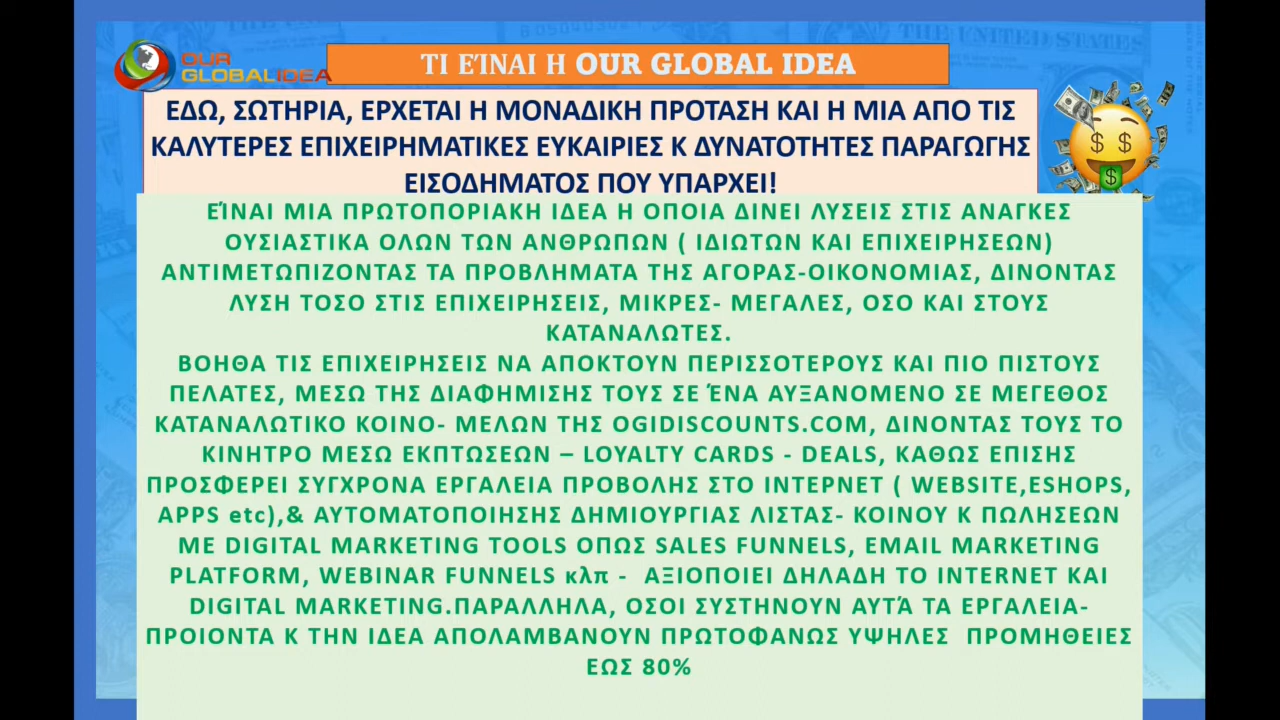 OUR
GLOBALIDEA
ΤΙ ΕΊΝΑΙ Η OUR GLOBAL IDEA
ΕΔΩ, ΣΩΤΗΡΙΑ, ΕΡΧΕΤΑΙ Η ΜΟΝΑΔΙΚΗ ΠΡΟΤΑΣΗ ΚΑΙ Η ΜΙΑ ΑΠΟ ΤΙΣ
ΚΑΛΥΤΕΡΕΣ ΕΠΙΧΕΙΡΗΜΑΤΙΚΕΣ ΕΥΚΑΙΡΙΕΣ Κ ΔΥΝΑΤΟΤΗΤΕΣ ΠΑΡΑΓΩΓΗΣ
ΕΙΣΟΔΗΜΑΤΟΣ ΠΟΥ ΥΠΑΡΧΕΙ!
ΕΊΝΑΙ ΜΙΑ ΠΡΩΤΟΠΟΡΙΑΚΗ ΙΔΕΑ Η ΟΠΟΙΑ ΔΙΝΕΙ ΛΥΣΕΙΣ ΣΤΙΣ ΑΝΑΓΚΕΣ
ΟΥΣΙΑΣΤΙΚΑ ΟΛΩΝ ΤΩΝ ΑΝΘΡΩΠΩΝ ( ΙΔΙΩΤΩΝ ΚΑΙ ΕΠΙΧΕΙΡΗΣΕΩΝ)
ΑΝΤΙΜΕΤΩΠΙΖΟΝΤΑΣ ΤΑ ΠΡΟΒΛΗΜΑΤΑ ΤΗΣ ΑΓΟΡΑΣ-ΟΙΚΟΝΟΜΙΑΣ, ΔΙΝΟΝΤΑΣ
ΛΥΣΗ ΤΟΣΟ ΣΤΙΣ ΕΠΙΧΕΙΡΗΣΕΙΣ, ΜΙΚΡΕΣ- ΜΕΓΑΛΕΣ, ΟΣΟ ΚΑΙ ΣΤΟΥΣ
ΚΑΤΑΝΑΛΩΤΕΣ.
ΒΟΗΘΑ ΤΙΣ ΕΠΙΧΕΙΡΗΣΕΙΣ ΝΑ ΑΠΟΚΤΟΥΝ ΠΕΡΙΣΣΟΤΕΡΟΥΣ ΚΑΙ ΠΙΟ ΠΙΣΤΟΥΣ
ΠΕΛΑΤΕΣ, ΜΕΣΩ ΤΗΣ ΔΙΑΦΗΜΙΣΗΣ ΤΟΥΣ ΣΕ ΈΝΑ ΑΥΞΑΝΟΜΕΝΟ ΣΕ ΜΕΓΕΘΟΣ
ΚΑΤΑΝΑΛΩΤΙΚΟ ΚΟΙΝΟ- ΜΕΛΩΝ ΤΗΣ OGIDISCOUNTS.COM, ΔΙΝΟΝΤΑΣ ΤΟΥΣ ΤΟ
ΚΙΝΗΤΡΟ ΜΕΣΩ ΕΚΠΤΩΣΕΩΝ – LOYALTY CARDS - DEALS, ΚΑΘΩΣ ΕΠΙΣΗΣ
ΠΡΟΣΦΕΡΕΙ ΣΥΓΧΡΟΝΑ ΕΡΓΑΛΕΙΑ ΠΡΟΒΟΛΗΣ ΣΤΟ ΙΝΤΕΡΝΕΤ ( WEBSITE,ESHOPS,
APPS etc),& ΑΥΤΟΜΑΤΟΠΟΙΗΣΗΣ ΔΗΜΙΟΥΡΓΙΑΣ ΛΙΣΤΑΣ- ΚΟΙΝΟΥ Κ ΠΩΛΗΣΕΩΝ
ΜΕ DIGITAL MARKETING TOOLS ΟΠΩΣ SALES FUNNELS, EMAIL MARKETING
PLATFORM, WEBINAR FUNNELS κλπ - ΑΞΙΟΠΟΙΕΙ ΔΗΛΑΔΗ ΤΟ INTERNET ΚΑΙ
DIGITAL MARKETING.ΠΑΡΑΛΛΗΛΑ, ΟΣΟΙ ΣΥΣΤΗΝΟΥΝ ΑΥΤΆ ΤΑ ΕΡΓΑΛΕΙΑ-
ΠΡΟΙΟΝΤΑ Κ ΤΗΝ ΙΔΕΑ ΑΠΟΛΑΜΒΑΝΟΥΝ ΠΡΩΤΟΦΑΝΩΣ ΥΨΗΛΕΣ ΠΡΟΜΗΘΕΙΕΣ
ΕΩΣ 80%